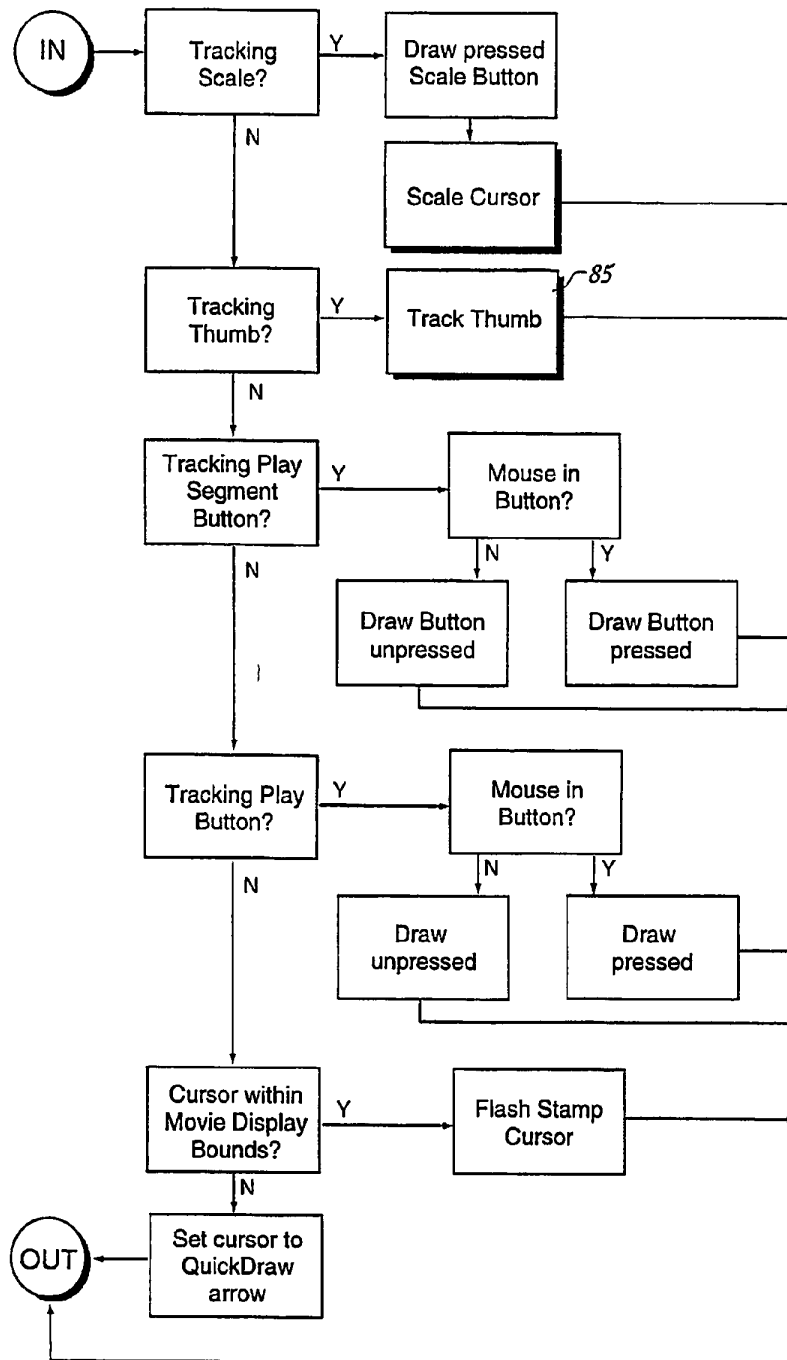 IN
Tracking
Scale?
Y
Draw pressed
Scale Button
N
Scale Cursor
Tracking
Thumb?
Y
Track Thumb
85
N
Tracking Play
Segment
Button?
Y
Mouse in
Button?
N
N
Y
Draw Button
unpressed
Draw Button
pressed
Tracking Play
Button?
Y
Mouse in
Button?
N
N
Y
Draw
unpressed
Draw
pressed
Cursor within
Movie Display
Bounds?
Y
Flash Stamp
Cursor
N
OUT
Set cursor to
QuickDraw
arrow